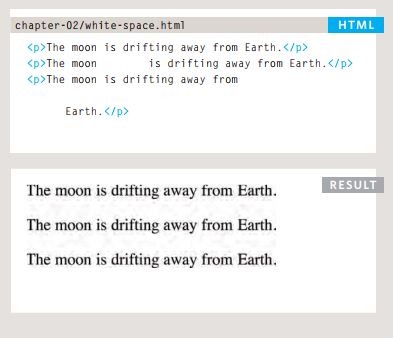 chapter-02/white-space.html HTML
<p>The moon is drifting away from Earth.</p>
<p>The moon        is drifting away from Earth.</p>
<p>The moon is drifting away from
Earth.</p>
RESULT
The moon is drifting away from Earth.
The moon is drifting away from Earth.
The moon is drifting away from Earth.